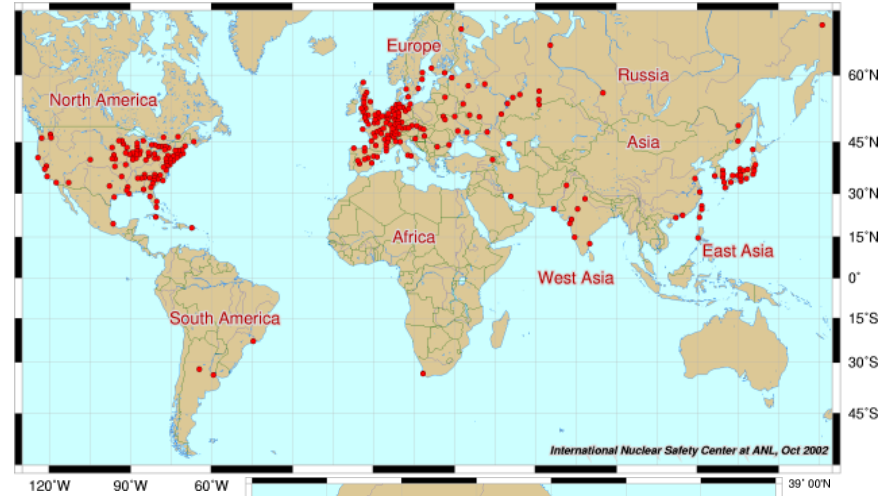 Europe
60°N
Russia
North America
45°N
Asia
30°N
Africa
15°N
East Asia
West Asia
0°
South America
15°S
30°S
45°S
International Nuclear Safety Center at ANL, Oct 2002
120°W 90°W 60°W 39° 00'N